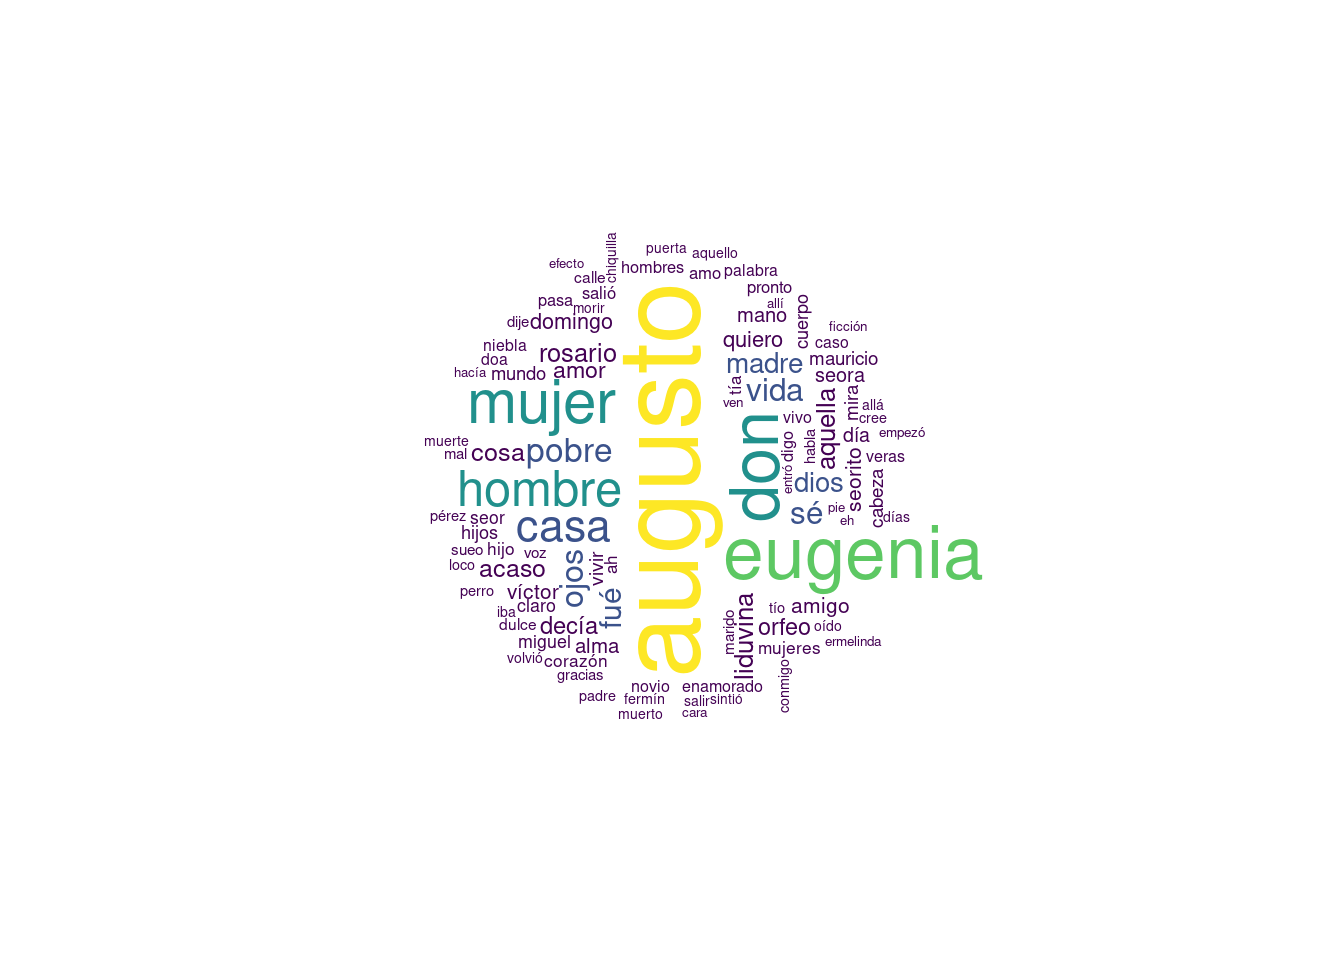 chiquilla
puerta
aquello
efecto
hombres
amo
palabra
calle
salió
pronto
pasa
morir
allí
mano
cuerpo
dije
domingo
augusto
quiero
ficción
niebla
rosario
caso
doa
madre
mauricio
hacía
mundo
amor
tía
vida
seora
mujer
ven
aquella
mira
allá
vivo
cree
muerte
cosa
pobre
don
digo
habla
día
empezó
mal
entró
dios
seorito
veras
hombre
cabeza
pérez
seor
casa
sé
pie
eh
días
hijos
eugenia
sueo
hijo
voz
loco
acaso
ojos
vivir
ah
perro
víctor
fué
liduvina
tío
amigo
iba
claro
dulce
decía
marido
orfeo
oído
miguel
alma
mujeres
ermelinda
volvió
corazón
gracias
conmigo
novio
enamorado
padre
fermín
salir
sintió
muerto
cara